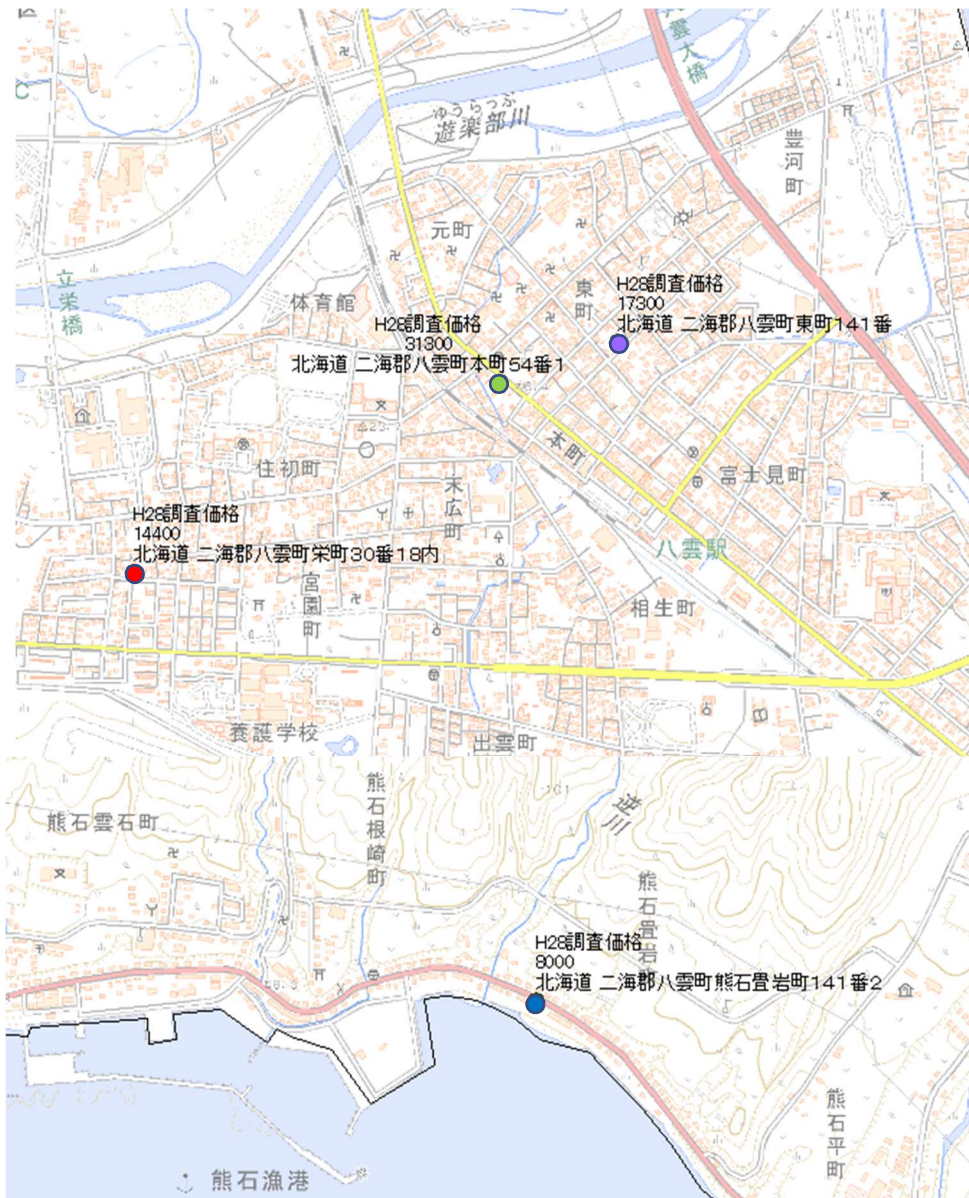 区
C
ゆうらっぷ
遊楽部川
八雲大橋
豊河町
元町
立栄橋
体育館
東町
H28調査価格
17300
北海道 二海郡八雲町東町141番
H28調査価格
31300
北海道 二海郡八雲町本町54番1
本町
住初町
末広町
富士見町
H28調査価格
14400
北海道 二海郡八雲町栄町30番18内
宮園町
八雲駅
相生町
養護学校
出雲町
熊石雲石町
熊石根崎町
101
逆川
熊石畳岩
H28調査価格
8000
北海道 二海郡八雲町熊石畳岩町141番2
熊石平町
熊石漁港